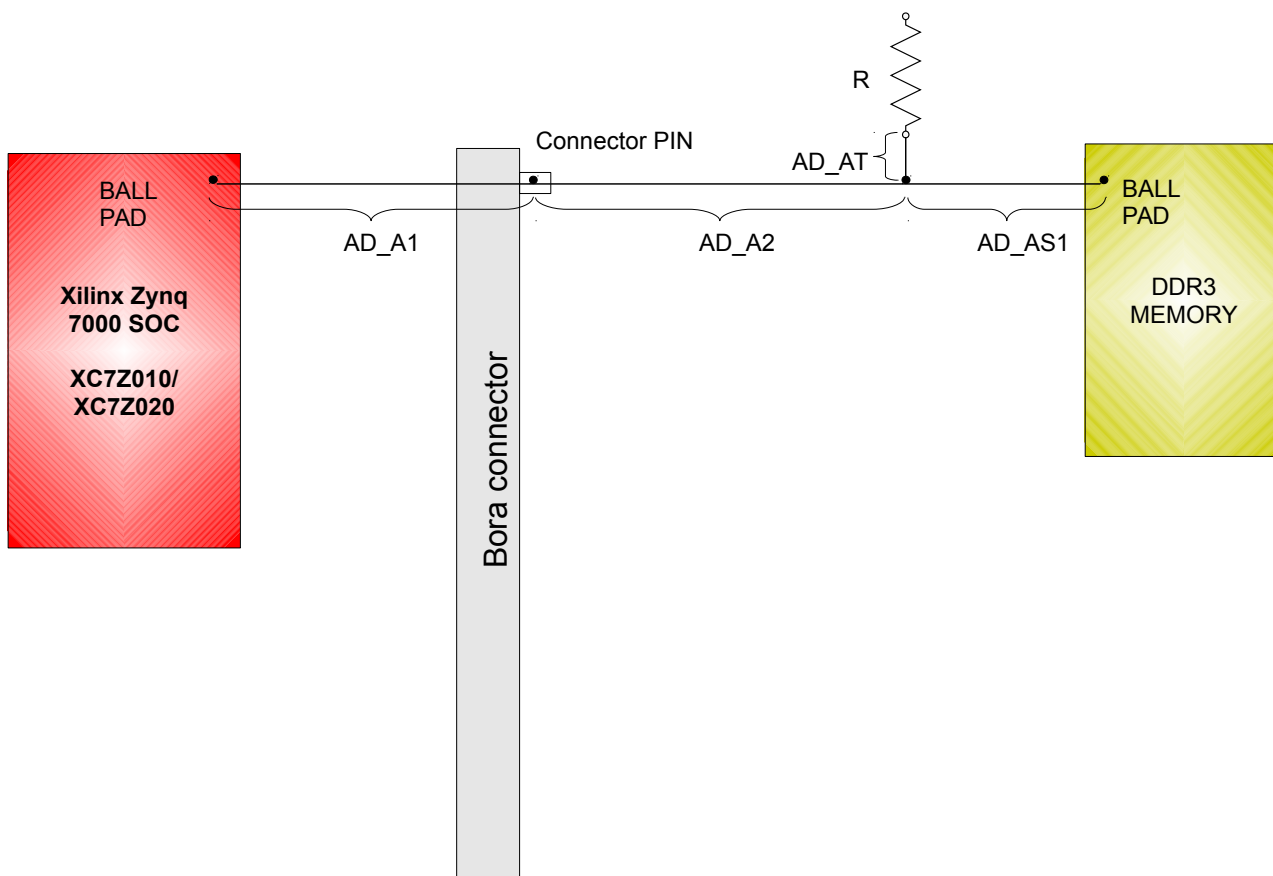 R
Connector PIN
AD_AT
BALL
PAD
BALL
PAD
AD_A1
AD_A2
AD_AS1
Xilinx Zynq
7000 SOC
XC7Z010/
XC7Z020
DDR3
MEMORY
Bora connector